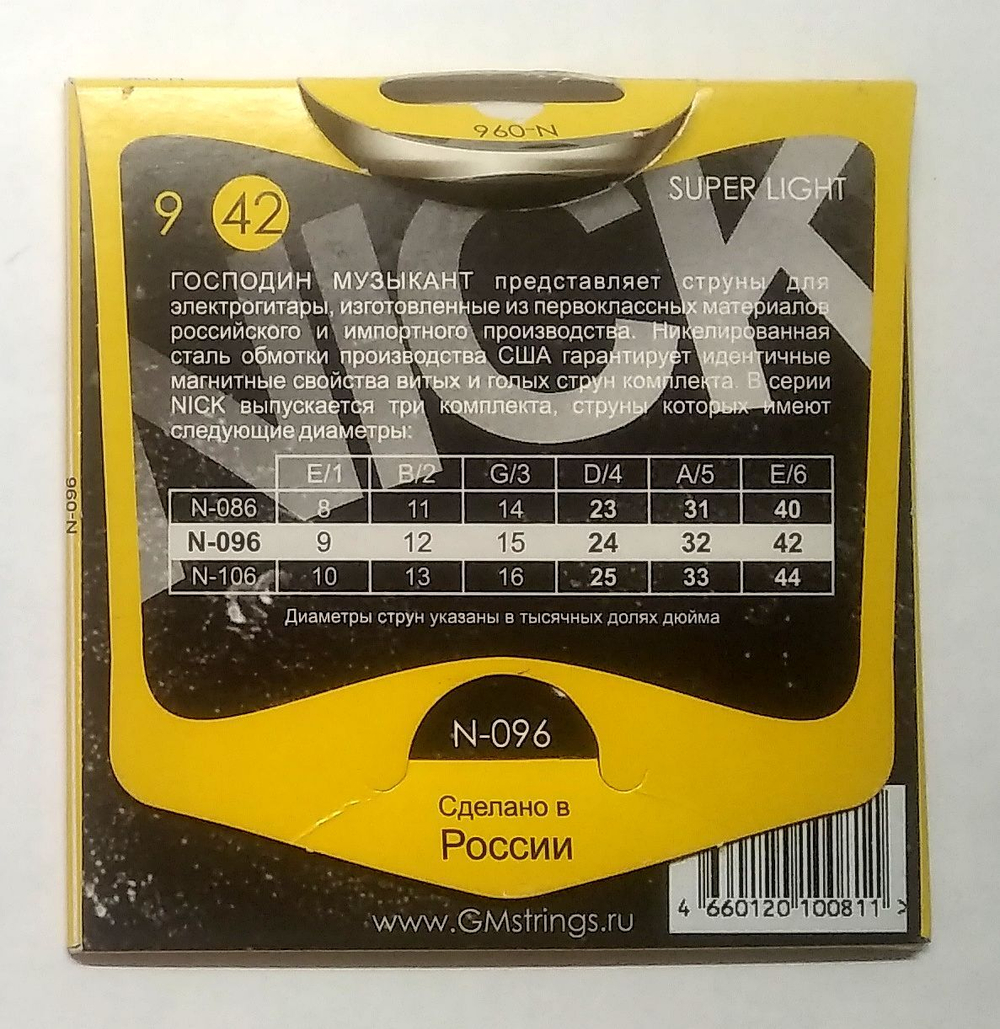 N-096
9 42
SUPER LIGHT
NICK
ГОСПОДИН МУЗЫКАНТ представляет струны для
электрогитары, изготовленные из первоклассных материалов
российского и импортного производства. Никелированная
сталь обмотки производства США гарантирует идентичные
магнитные свойства витых и голых струн комплекта. В серии
NICK выпускается три комплекта, струны которых имеют
следующие диаметры:
E/1 B/2 G/3 D/4 A/5 E/6
N-086 8 11 14 23 31 40
N-096 9 12 15 24 32 42
N-106 10 13 16 25 33 44
Диаметры струн указаны в тысячных долях дюйма
N-096
N-096
Сделано в
России
www.GMstrings.ru
4 660120 100811 >